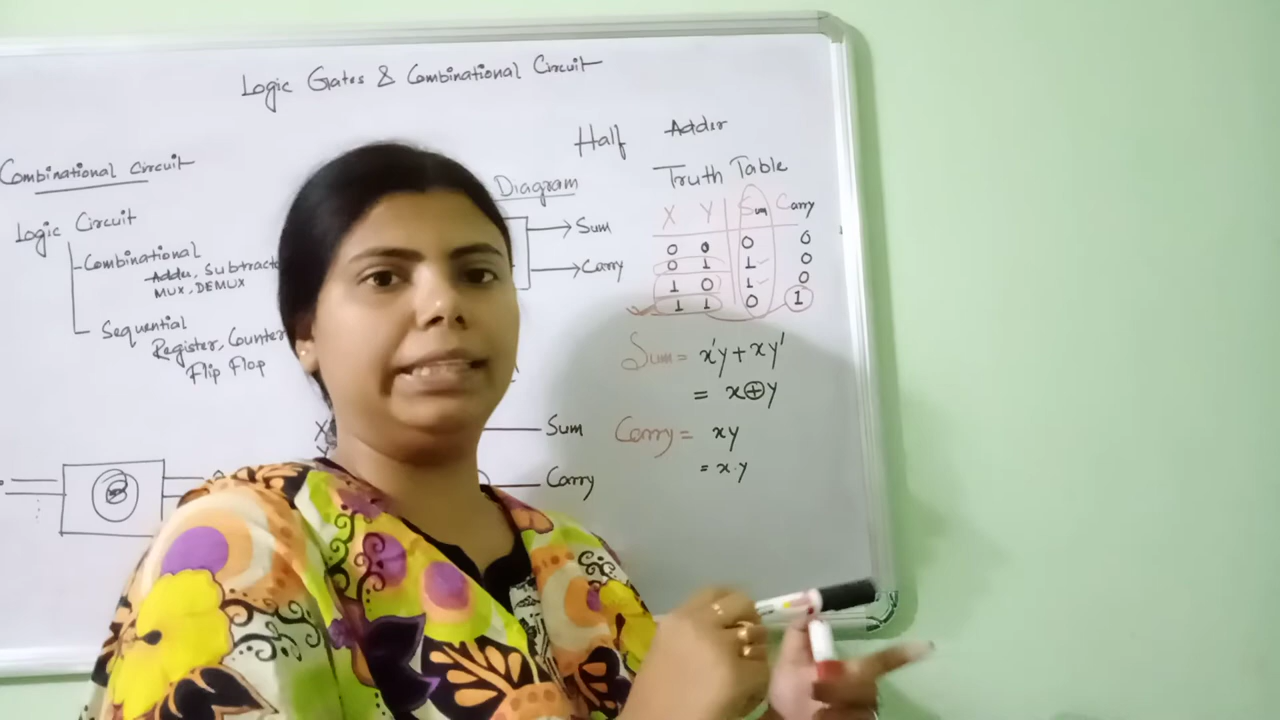 Logic Gates & Combinational Circuit
Combinational Circuit
Logic Circuit
Combinational
Adder, Subtracto
MUX, DEMUX
Sequential
Register, Counter
Flip Flop
Diagram
Sum
Carry
X
Sum
Carry
Half Adder
Truth Table
X Y Sum Carry
0 0 0 0
0 1 1 0
1 0 1 0
1 1 0 1
Sum = x'y + xy'
= x⊕y
Carry = xy
= x.y